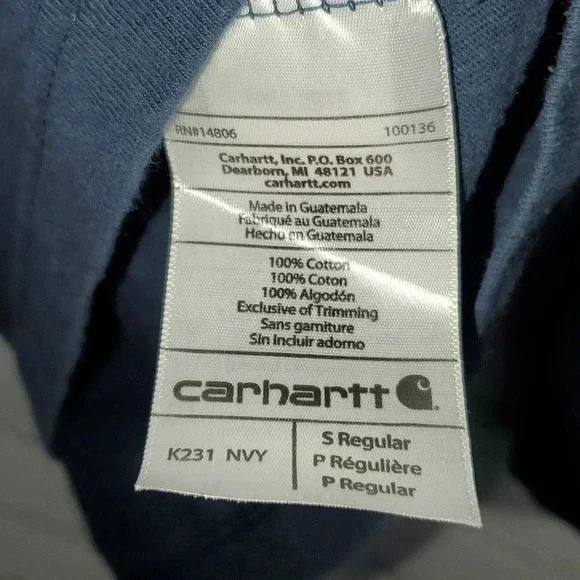 RN#14806 100136
Carhartt, Inc. P.O. Box 600
Dearborn, MI 48121 USA
carhartt.com
Made in Guatemala
Fabriqué au Guatemala
Hecho en Guatemala
100% Cotton
100% Coton
100% Algodón
Exclusive of Trimming
Sans garniture
Sin incluir adorno
carhartt
K231 NVY
S Regular
P Régulière
P Regular